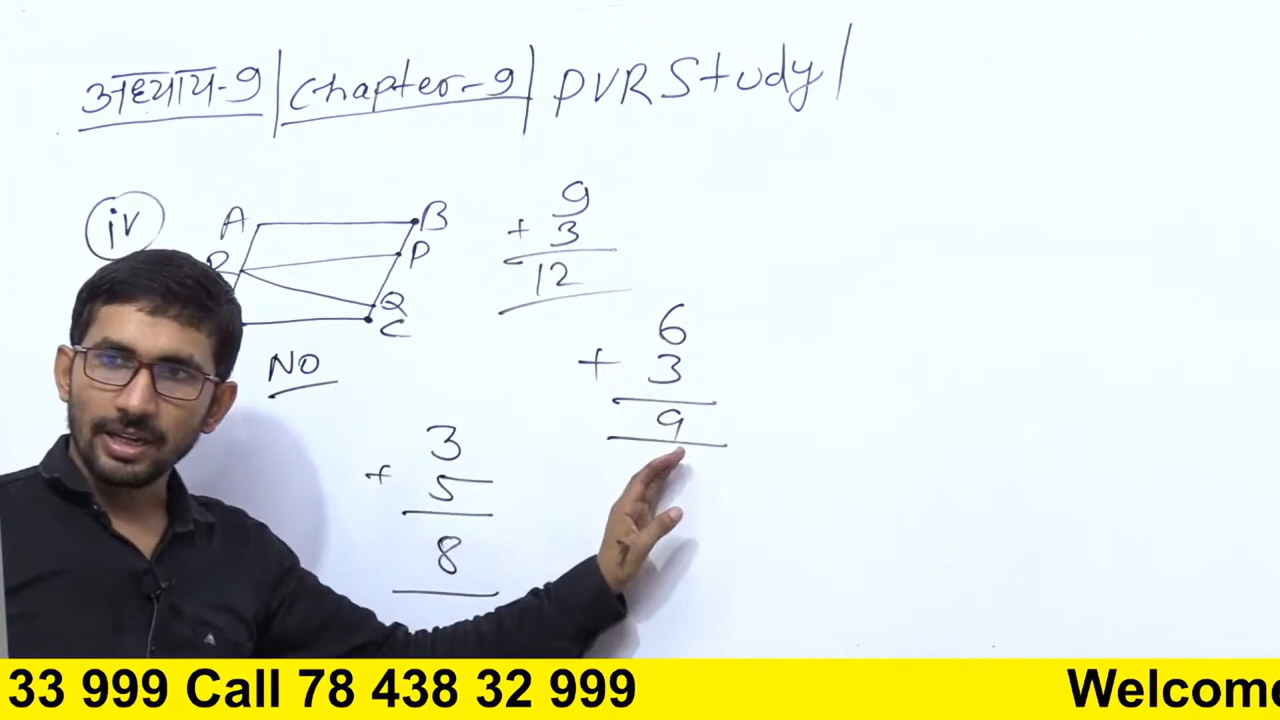 अध्याय-9 | Chapter-9 | PVR Study |
iv
A B
R P
Q
C
NO
9
+ 3
12
6
+ 3
9
3
+ 5
8
33 999 Call 78 438 32 999 Welcome